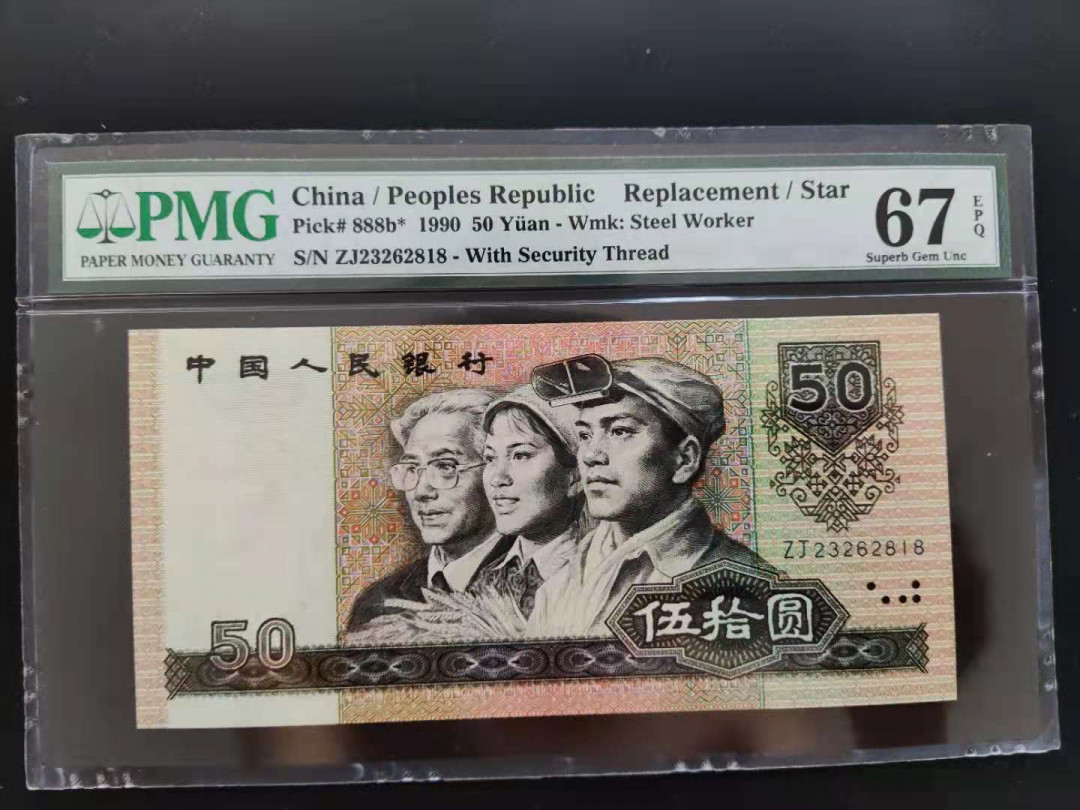 PMG
PAPER MONEY GUARANTY
China / Peoples Republic Replacement / Star
Pick# 888b* 1990 50 Yüan - Wmk: Steel Worker
S/N ZJ23262818 - With Security Thread
67
EPQ
Superb Gem Unc
中国人民银行
50
ZJ23262818
伍拾圆
50